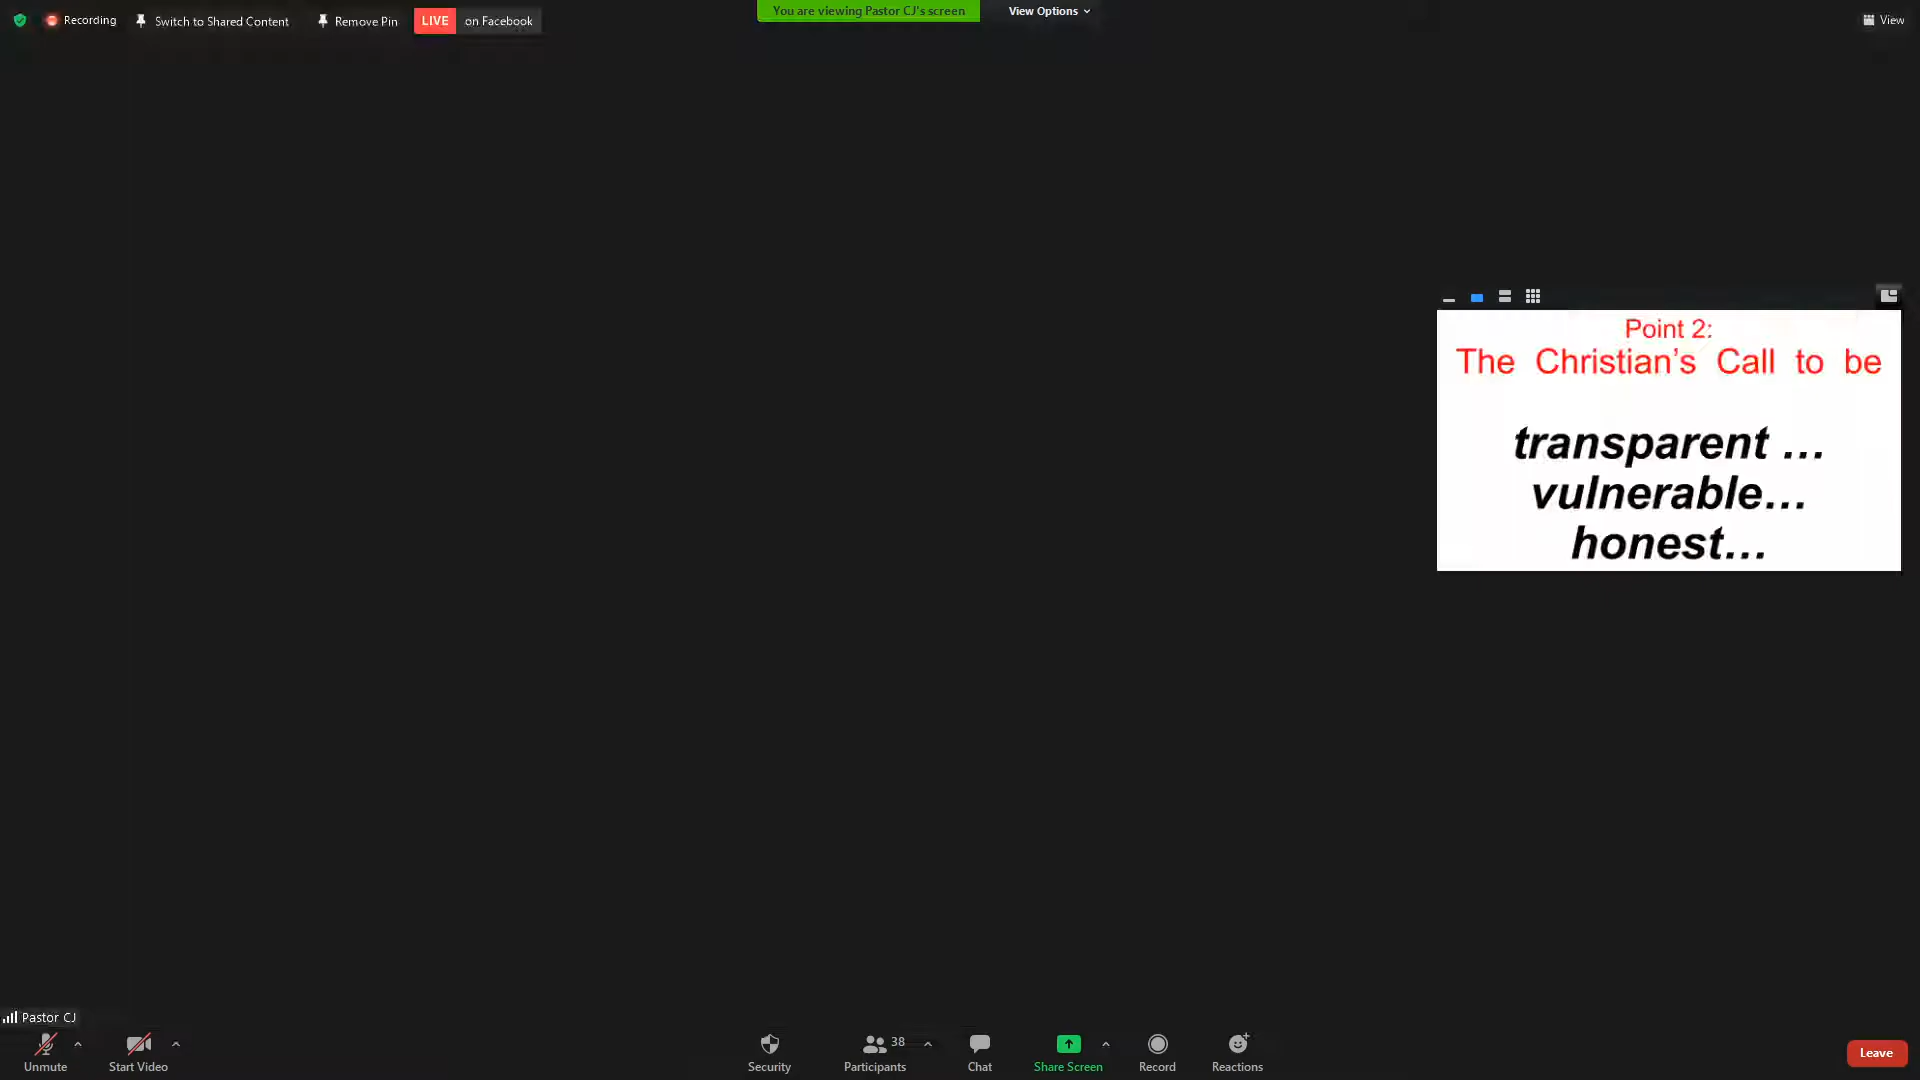 Recording
Switch to Shared Content
Remove Pin
LIVE on Facebook
You are viewing Pastor CJ's screen
View Options
View
Point 2:
The Christian's Call to be
transparent …
vulnerable…
honest…
Pastor CJ
Unmute
Start Video
Security
38
Participants
Chat
Share Screen
Record
Reactions
Leave